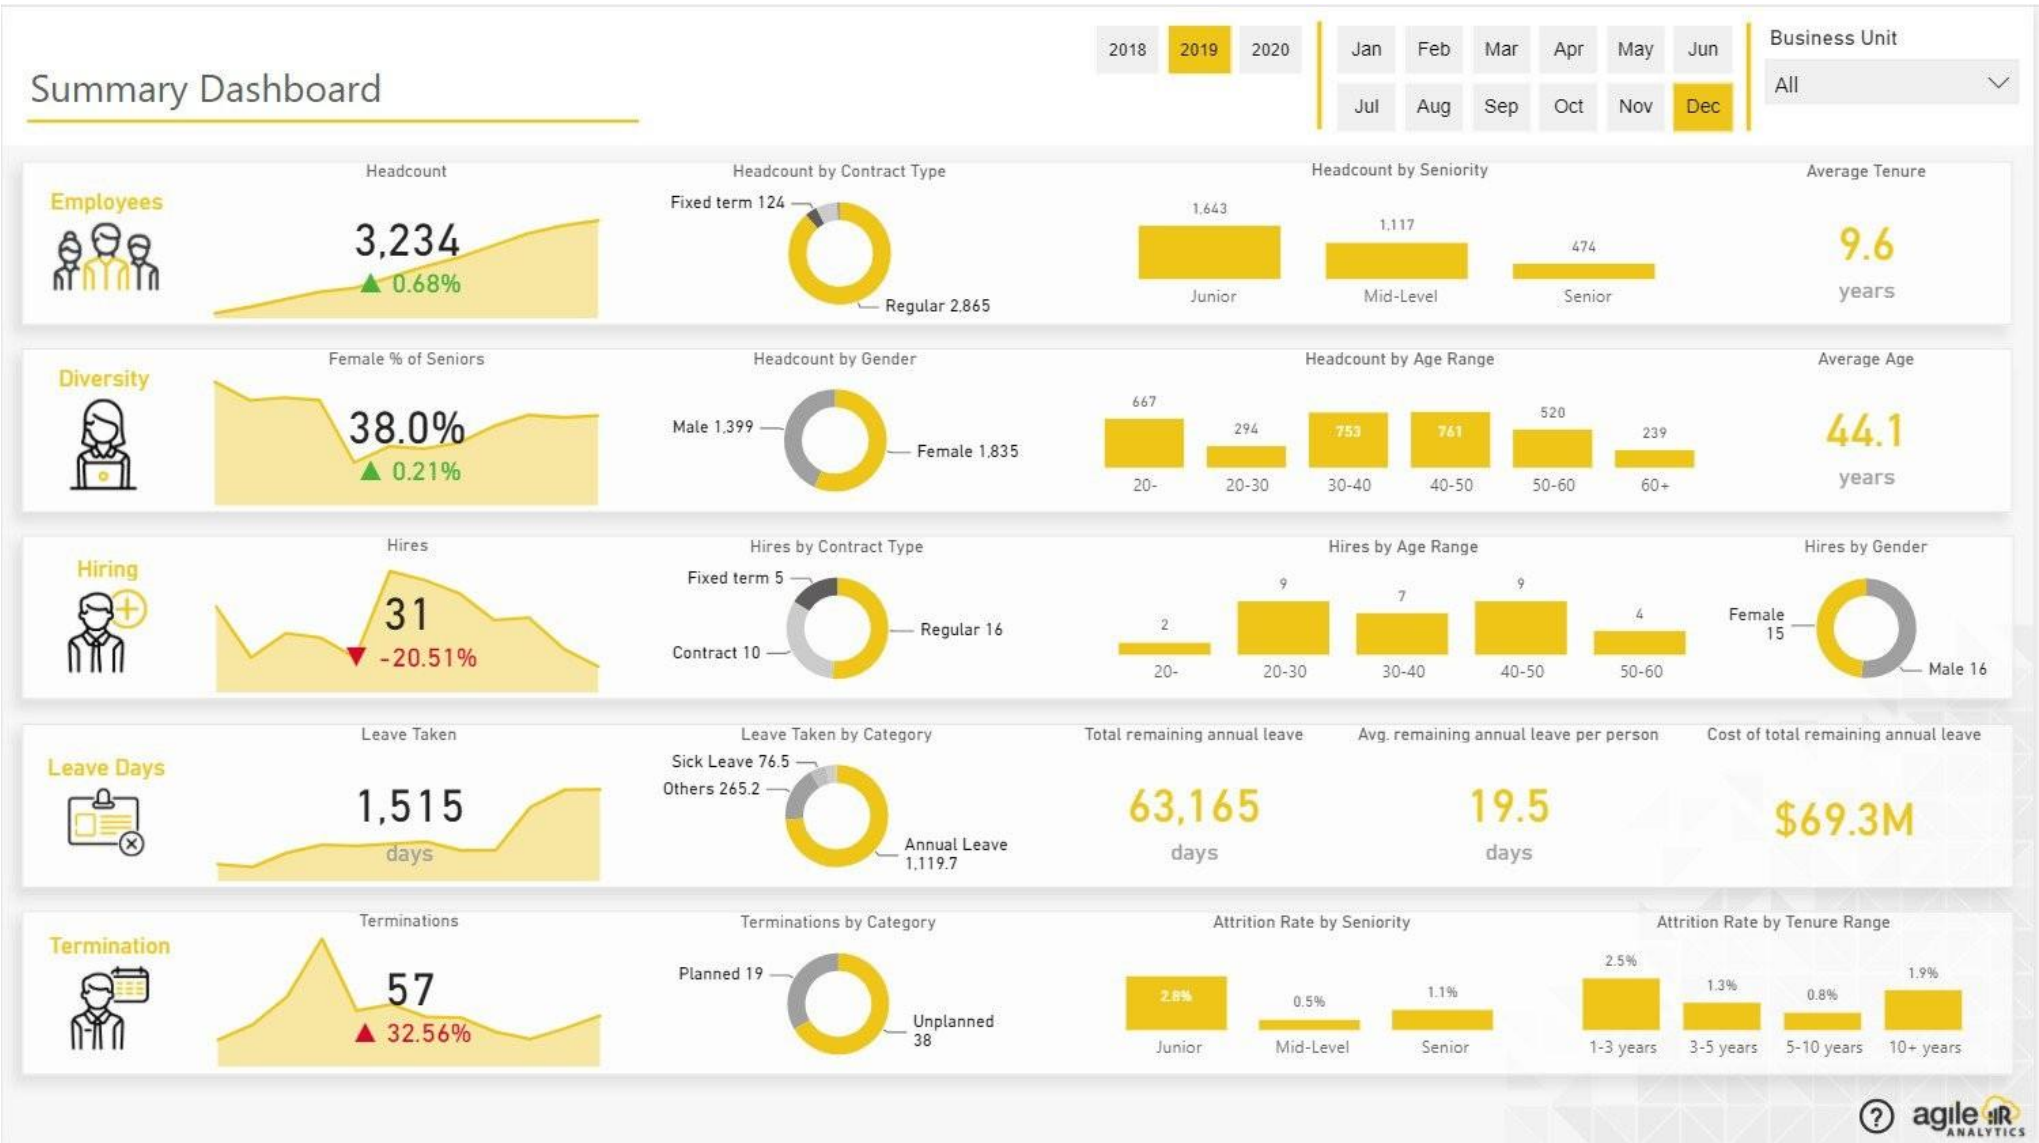 2018 2019 2020
Jan Feb Mar Apr May Jun
Jul Aug Sep Oct Nov Dec
Business Unit
All
Summary Dashboard
Employees
Headcount
3,234
▲ 0.68%
Headcount by Contract Type
Fixed term 124
Regular 2,865
Headcount by Seniority
1,643 1,117 474
Junior Mid-Level Senior
Average Tenure
9.6
years
Diversity
Female % of Seniors
38.0%
▲ 0.21%
Headcount by Gender
Male 1,399
Female 1,835
Headcount by Age Range
667 294 753 761 520 239
20- 20-30 30-40 40-50 50-60 60+
Average Age
44.1
years
Hiring
Hires
31
▼ -20.51%
Hires by Contract Type
Fixed term 5
Regular 16
Contract 10
Hires by Age Range
2 9 7 9 4
20- 20-30 30-40 40-50 50-60
Hires by Gender
Female
15
Male 16
Leave Days
Leave Taken
1,515
days
Leave Taken by Category
Sick Leave 76.5
Others 265.2
Annual Leave
1,119.7
Total remaining annual leave
63,165
days
Avg. remaining annual leave per person
19.5
days
Cost of total remaining annual leave
$69.3M
Termination
Terminations
57
▲ 32.56%
Terminations by Category
Planned 19
Unplanned
38
Attrition Rate by Seniority
2.8% 0.5% 1.1%
Junior Mid-Level Senior
Attrition Rate by Tenure Range
2.5% 1.3% 0.8% 1.9%
1-3 years 3-5 years 5-10 years 10+ years
? agile HR
ANALYTICS